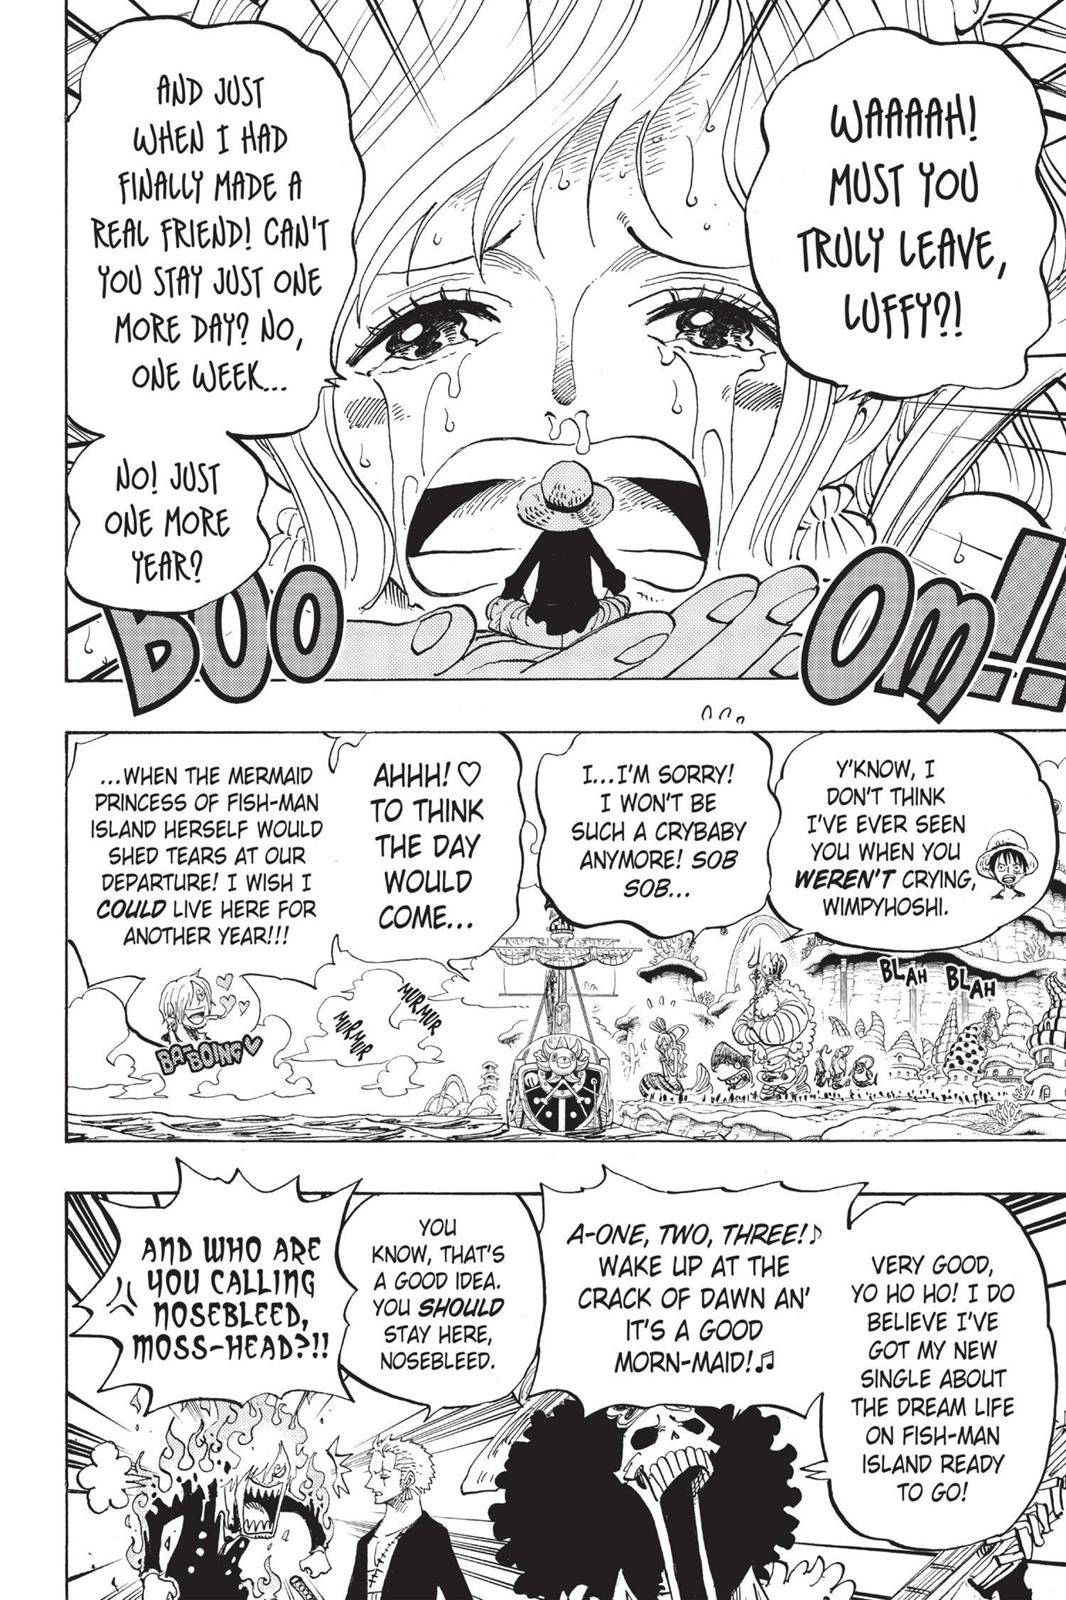 WAAAAH!
MUST YOU
TRULY LEAVE,
LUFFY?!
AND JUST
WHEN I HAD
FINALLY MADE A
REAL FRIEND! CAN'T
YOU STAY JUST ONE
MORE DAY? NO,
ONE WEEK...
NO! JUST
ONE MORE
YEAR?
BOO
OM!!
Y'KNOW, I
DON'T THINK
I'VE EVER SEEN
YOU WHEN YOU
WEREN'T CRYING,
WIMPYHOSHI.
I...I'M SORRY!
I WON'T BE
SUCH A CRYBABY
ANYMORE! SOB
SOB...
AHHH! ♡
TO THINK
THE DAY
WOULD
COME...
...WHEN THE MERMAID
PRINCESS OF FISH-MAN
ISLAND HERSELF WOULD
SHED TEARS AT OUR
DEPARTURE! I WISH I
COULD LIVE HERE FOR
ANOTHER YEAR!!!
BLAH BLAH
MURMUR
MURMUR
BA-BOING♡
VERY GOOD,
YO HO HO! I DO
BELIEVE I'VE
GOT MY NEW
SINGLE ABOUT
THE DREAM LIFE
ON FISH-MAN
ISLAND READY
TO GO!
A-ONE, TWO, THREE!♪
WAKE UP AT THE
CRACK OF DAWN AN'
IT'S A GOOD
MORN-MAID!♫
YOU
KNOW, THAT'S
A GOOD IDEA.
YOU SHOULD
STAY HERE,
NOSEBLEED.
AND WHO ARE
YOU CALLING
NOSEBLEED,
MOSS-HEAD?!!